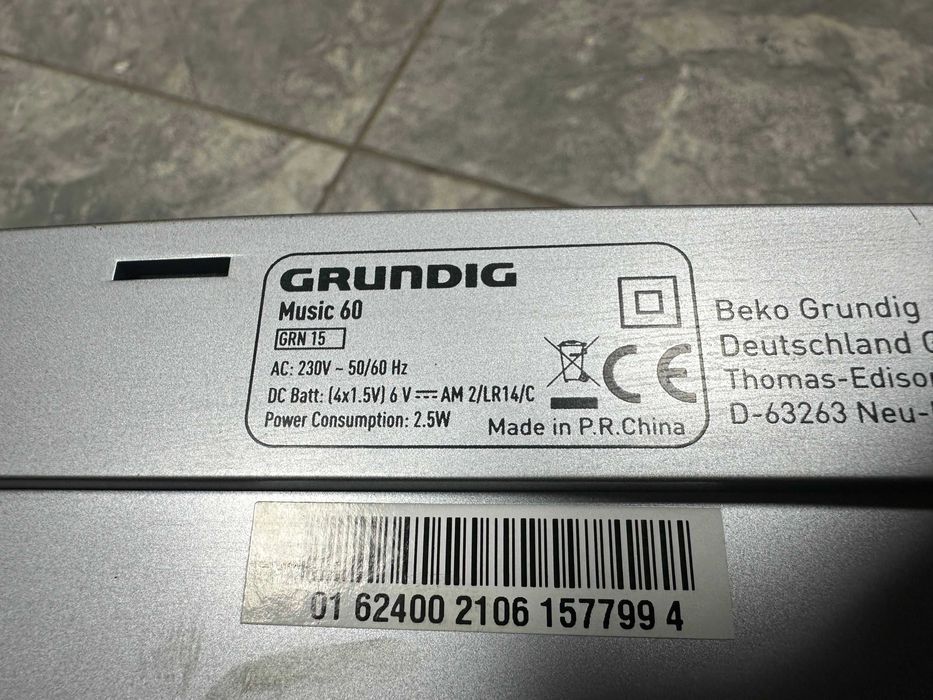 GRUNDIG
Music 60
GRN 15
AC: 230V ~ 50/60 Hz
DC Batt: (4x1.5V) 6 V⎓AM 2/LR14/C
Power Consumption: 2.5W
CE
Made in P.R.China
Beko Grundig
Deutschland
Thomas-Edison
D-63263 Neu-
01 62400 2106 157799 4